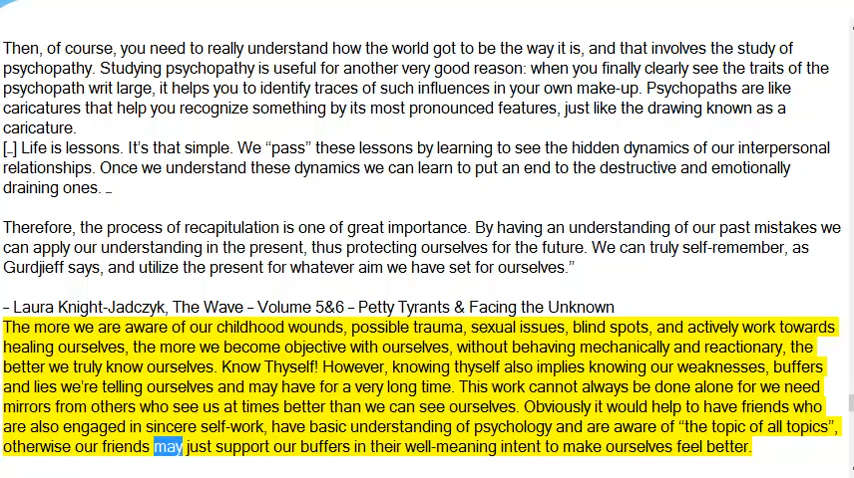 Then, of course, you need to really understand how the world got to be the way it is, and that involves the study of
psychopathy. Studying psychopathy is useful for another very good reason: when you finally clearly see the traits of the
psychopath writ large, it helps you to identify traces of such influences in your own make-up. Psychopaths are like
caricatures that help you recognize something by its most pronounced features, just like the drawing known as a
caricature.
[..] Life is lessons. It's that simple. We “pass” these lessons by learning to see the hidden dynamics of our interpersonal
relationships. Once we understand these dynamics we can learn to put an end to the destructive and emotionally
draining ones. ..
Therefore, the process of recapitulation is one of great importance. By having an understanding of our past mistakes we
can apply our understanding in the present, thus protecting ourselves for the future. We can truly self-remember, as
Gurdjieff says, and utilize the present for whatever aim we have set for ourselves.”
– Laura Knight-Jadczyk, The Wave – Volume 5&6 – Petty Tyrants & Facing the Unknown
The more we are aware of our childhood wounds, possible trauma, sexual issues, blind spots, and actively work towards
healing ourselves, the more we become objective with ourselves, without behaving mechanically and reactionary, the
better we truly know ourselves. Know Thyself! However, knowing thyself also implies knowing our weaknesses, buffers
and lies we're telling ourselves and may have for a very long time. This work cannot always be done alone for we need
mirrors from others who see us at times better than we can see ourselves. Obviously it would help to have friends who
are also engaged in sincere self-work, have basic understanding of psychology and are aware of “the topic of all topics”,
otherwise our friends may just support our buffers in their well-meaning intent to make ourselves feel better.